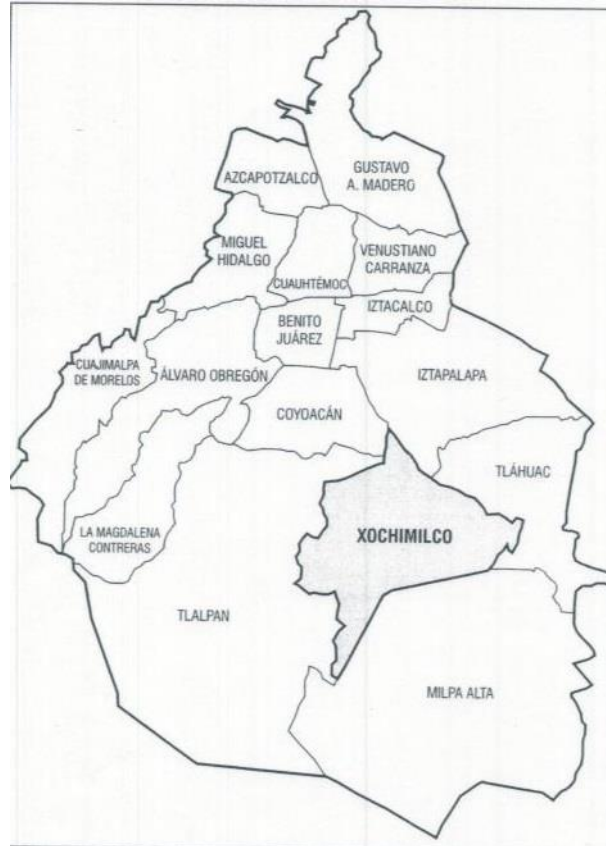 AZCAPOTZALCO
GUSTAVO
A. MADERO
MIGUEL
HIDALGO
CUAUHTÉMOC
VENUSTIANO
CARRANZA
IZTACALCO
BENITO
JUÁREZ
CUAJIMALPA
DE MORELOS
ÁLVARO OBREGÓN
IZTAPALAPA
COYOACÁN
TLÁHUAC
LA MAGDALENA
CONTRERAS
XOCHIMILCO
TLALPAN
MILPA ALTA